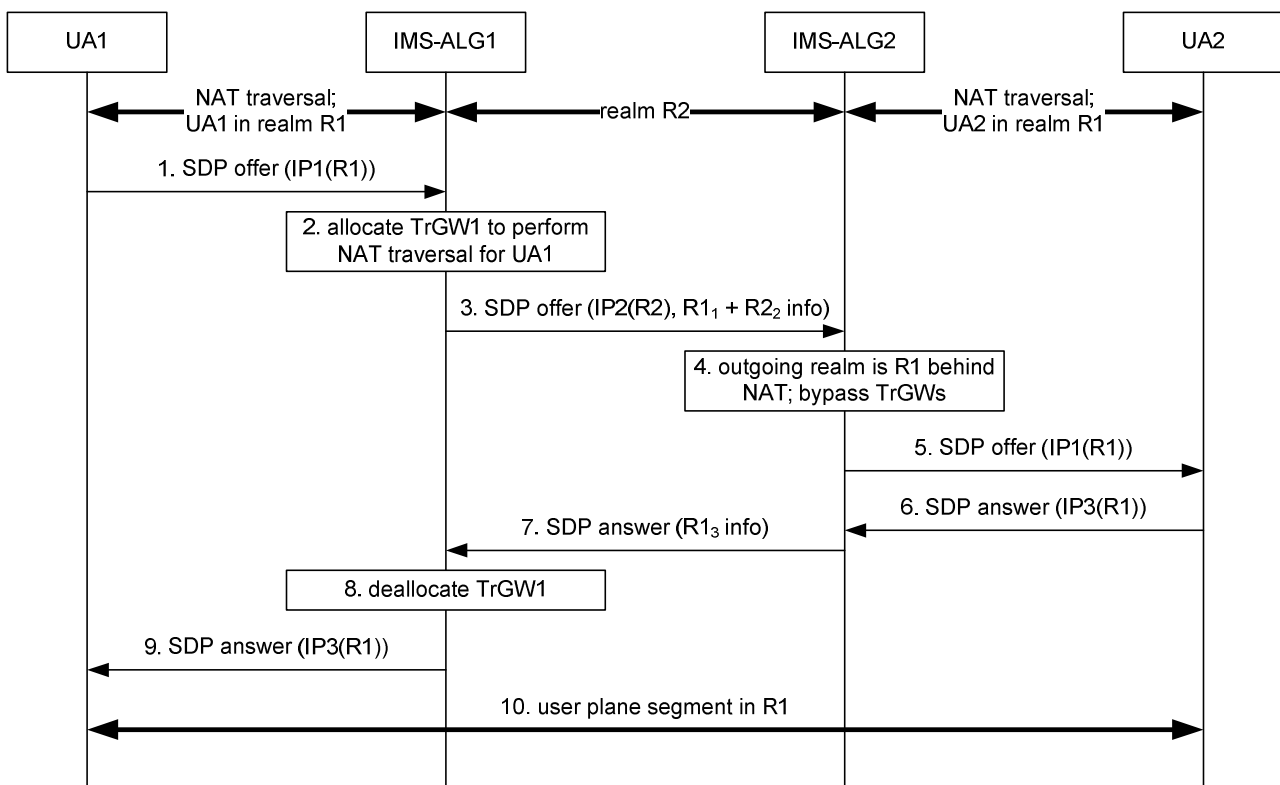 UA1
IMS-ALG1
IMS-ALG2
UA2
NAT traversal;
UA1 in realm R1
realm R2
NAT traversal;
UA2 in realm R1
1. SDP offer (IP1(R1))
2. allocate TrGW1 to perform
NAT traversal for UA1
3. SDP offer (IP2(R2), R1₁ + R2₂ info)
4. outgoing realm is R1 behind
NAT; bypass TrGWs
5. SDP offer (IP1(R1))
6. SDP answer (IP3(R1))
7. SDP answer (R1₃ info)
8. deallocate TrGW1
9. SDP answer (IP3(R1))
10. user plane segment in R1